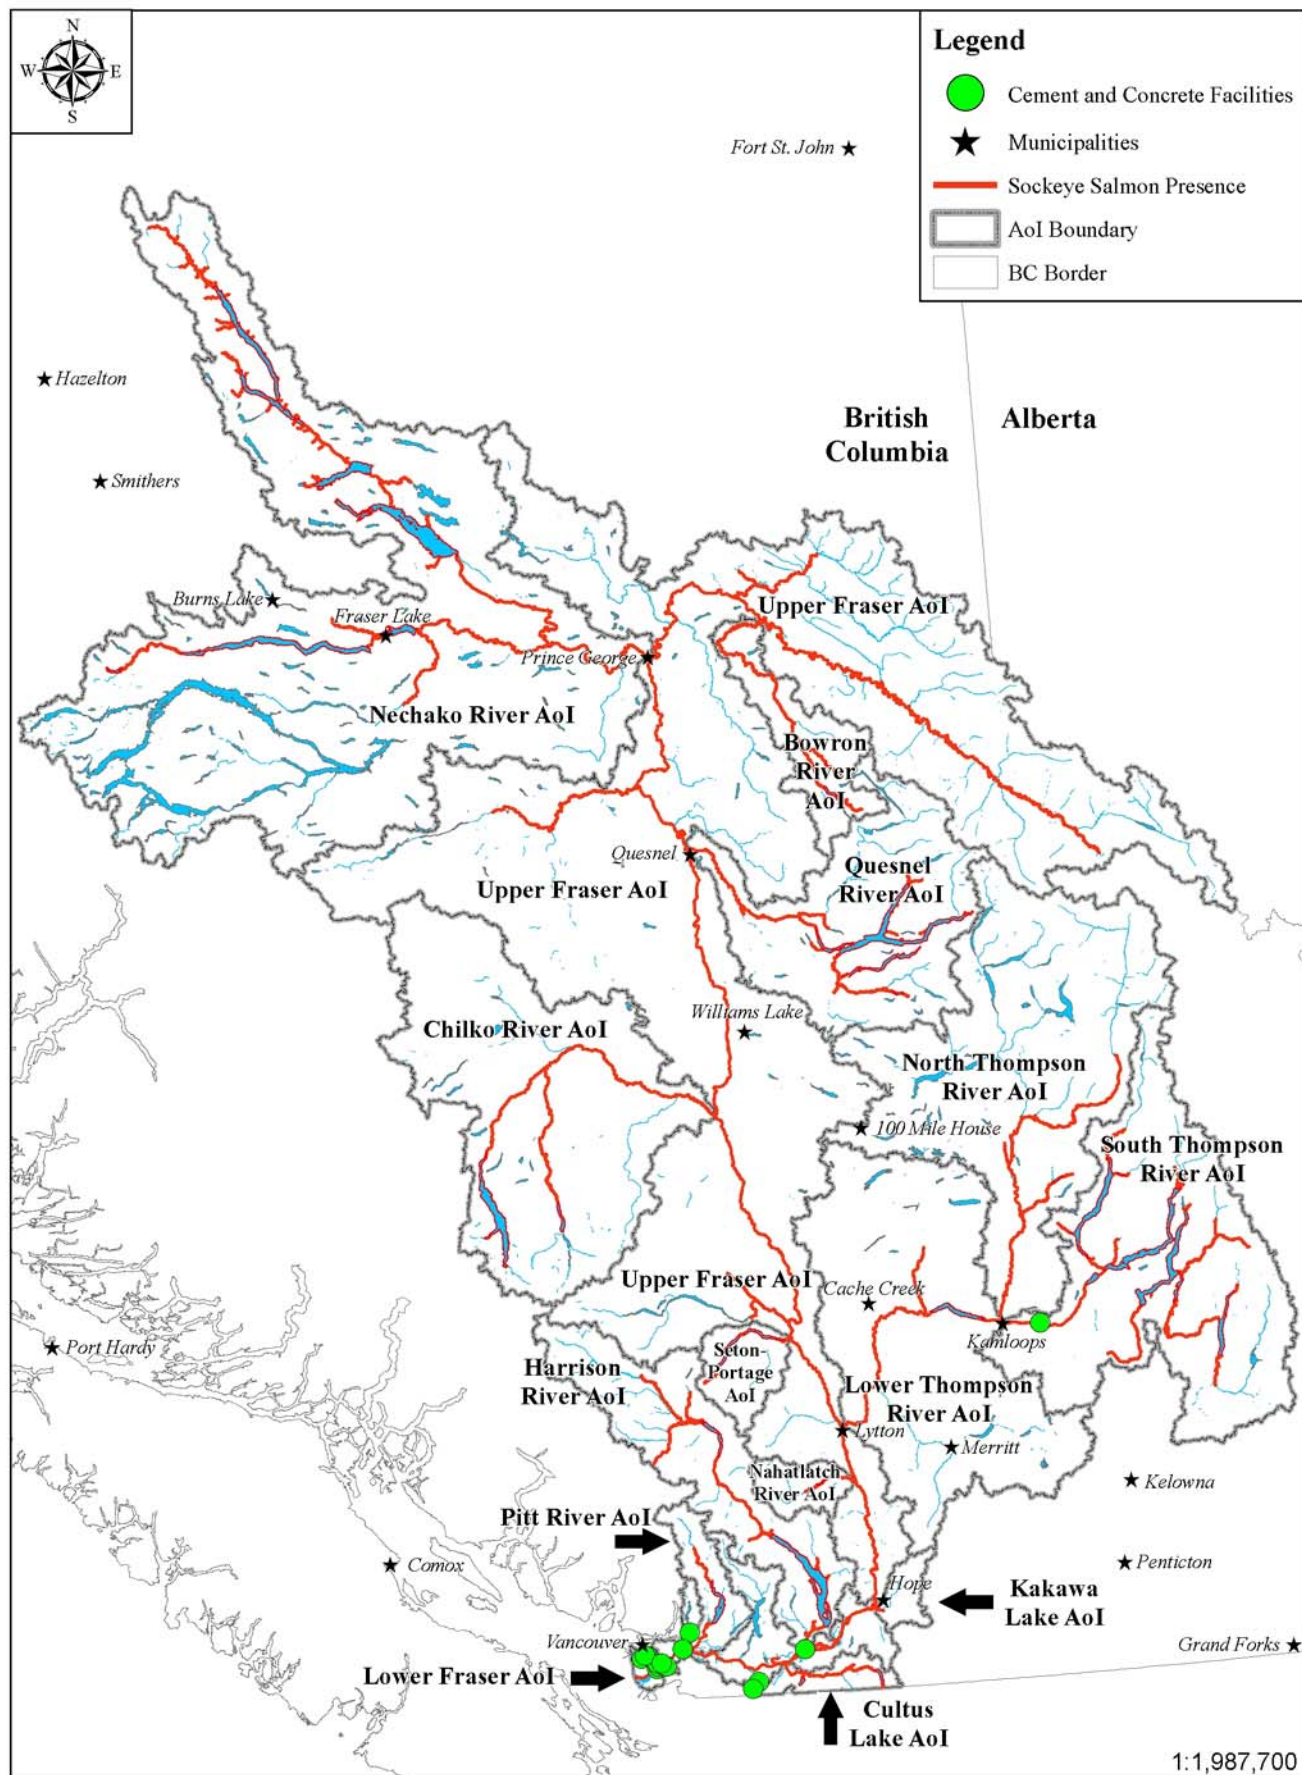 N
W
E
S
Legend
Cement and Concrete Facilities
Municipalities
Sockeye Salmon Presence
AoI Boundary
BC Border
Fort St. John
Hazelton
British
Columbia
Alberta
Smithers
Burns Lake
Fraser Lake
Upper Fraser AoI
Prince George
Nechako River AoI
Bowron
River
AoI
Quesnel
Quesnel
River AoI
Upper Fraser AoI
Williams Lake
Chilko River AoI
North Thompson
River AoI
100 Mile House
South Thompson
River AoI
Upper Fraser AoI
Cache Creek
Kamloops
Port Hardy
Seton-
Portage
AoI
Harrison
River AoI
Lower Thompson
River AoI
Lytton
Merritt
Nahatlatch
River AoI
Kelowna
Pitt River AoI
Comox
Penticton
Hope
Kakawa
Lake AoI
Vancouver
Grand Forks
Lower Fraser AoI
Cultus
Lake AoI
1:1,987,700